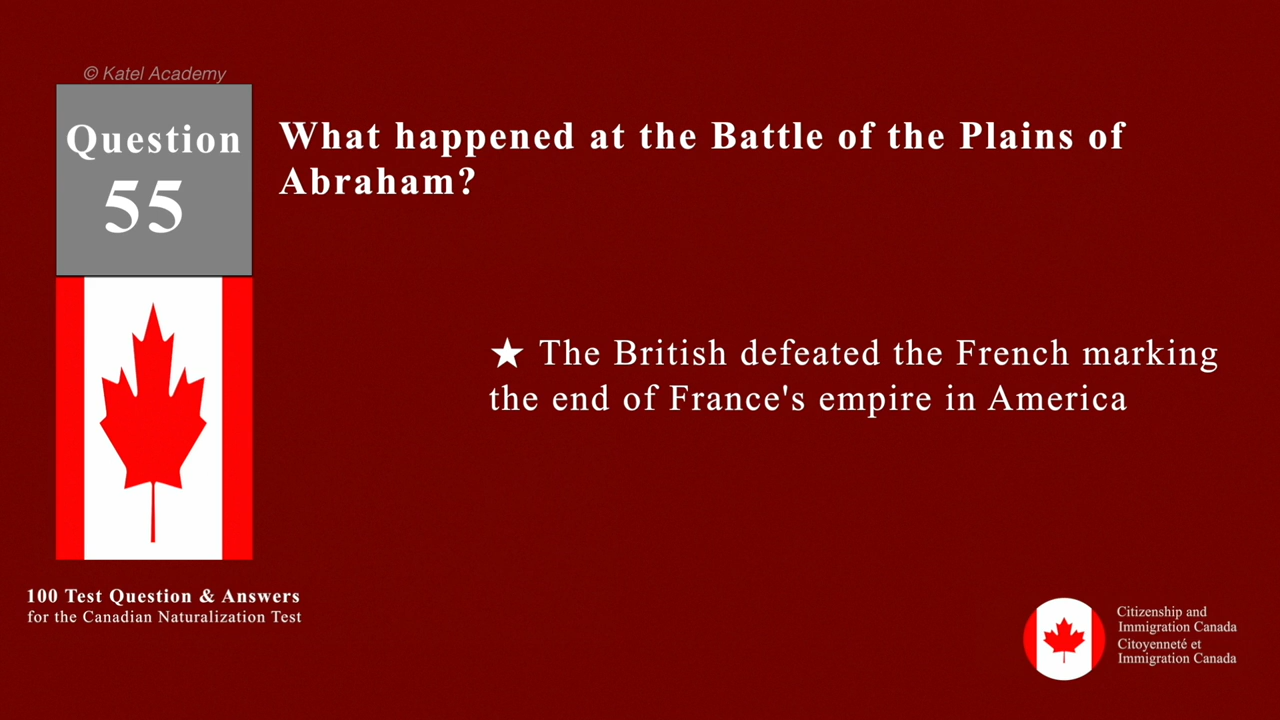 © Katel Academy
Question
55
What happened at the Battle of the Plains of
Abraham?
★ The British defeated the French marking
the end of France's empire in America
100 Test Question & Answers
for the Canadian Naturalization Test
Citizenship and
Immigration Canada
Citoyenneté et
Immigration Canada